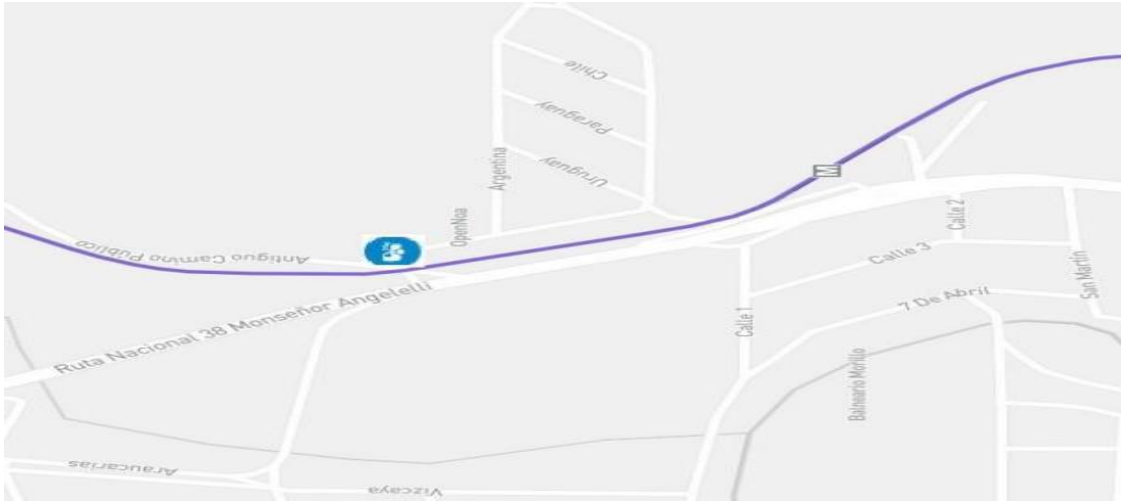 Chile
Paraguay
Uruguay
Argentina
OpenNoa
M
Antiguo Camino Público
Ruta Nacional 38 Monseñor Angelelli
Calle 2
Calle 3
San Martín
7 De Abril
Calle 1
Balneario Morillo
Araucarias
Vizcaya